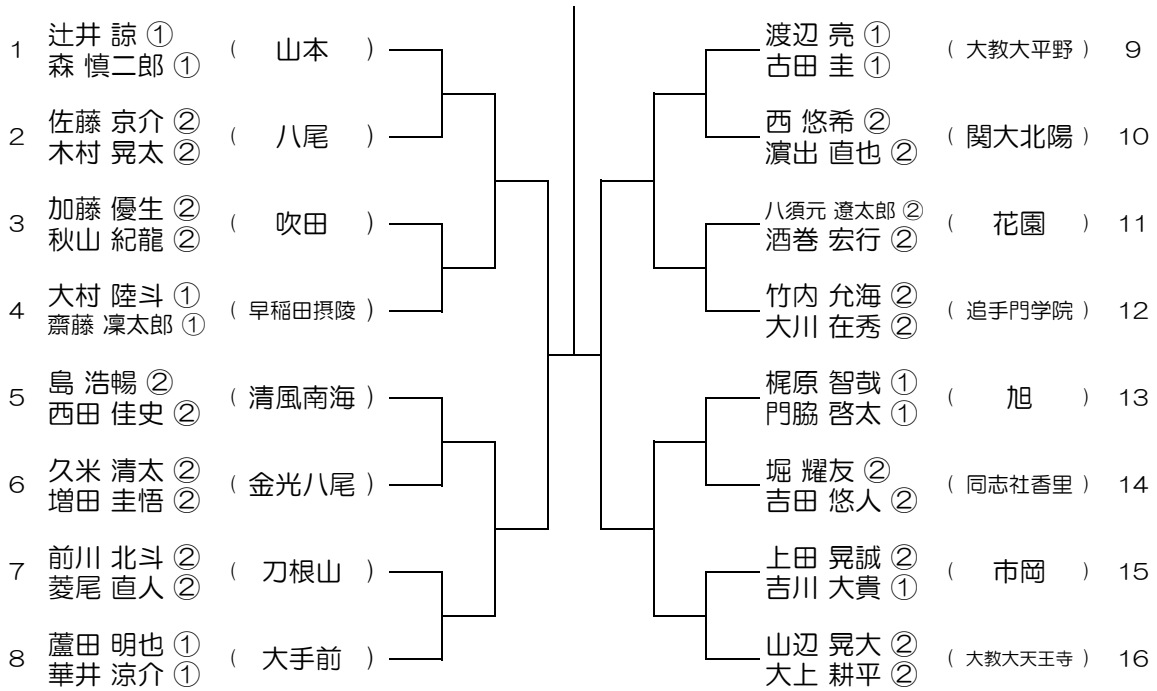 1 辻井 諒 ① ( 山本 )
森 慎二郎 ①
2 佐藤 京介 ② ( 八尾 )
木村 晃太 ②
3 加藤 優生 ② ( 吹田 )
秋山 紀龍 ②
4 大村 陸斗 ① ( 早稲田摂陵 )
齋藤 凜太郎 ①
5 島 浩暢 ② ( 清風南海 )
西田 佳史 ②
6 久米 清太 ② ( 金光八尾 )
増田 圭悟 ②
7 前川 北斗 ② ( 刀根山 )
菱尾 直人 ②
8 蘆田 明也 ① ( 大手前 )
華井 涼介 ①
渡辺 亮 ① ( 大教大平野 ) 9
古田 圭 ①
西 悠希 ② ( 関大北陽 ) 10
濵出 直也 ②
八須元 遼太郎 ② ( 花園 ) 11
酒巻 宏行 ②
竹内 允海 ② ( 追手門学院 ) 12
大川 在秀 ②
梶原 智哉 ① ( 旭 ) 13
門脇 啓太 ①
堀 耀友 ② ( 同志社香里 ) 14
吉田 悠人 ②
上田 晃誠 ② ( 市岡 ) 15
吉川 大貴 ①
山辺 晃大 ② ( 大教大天王寺 ) 16
大上 耕平 ②